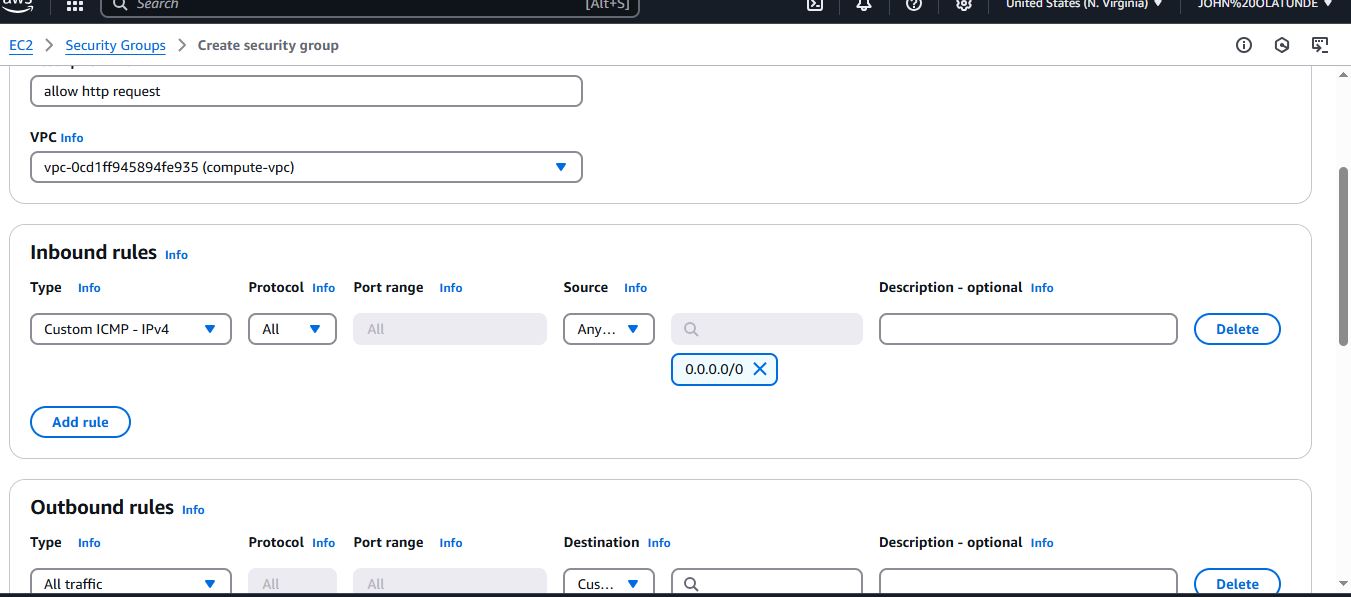 aws
Search
[Alt+S]
United States (N. Virginia)
JOHN%20OLATUNDE
EC2 > Security Groups > Create security group
allow http request
VPC Info
vpc-0cd1ff945894fe935 (compute-vpc)
Inbound rules Info
Type Info Protocol Info Port range Info Source Info Description - optional Info
Custom ICMP - IPv4 All All Any... Delete
0.0.0.0/0
Add rule
Outbound rules Info
Type Info Protocol Info Port range Info Destination Info Description - optional Info
All traffic All All Cus... Delete